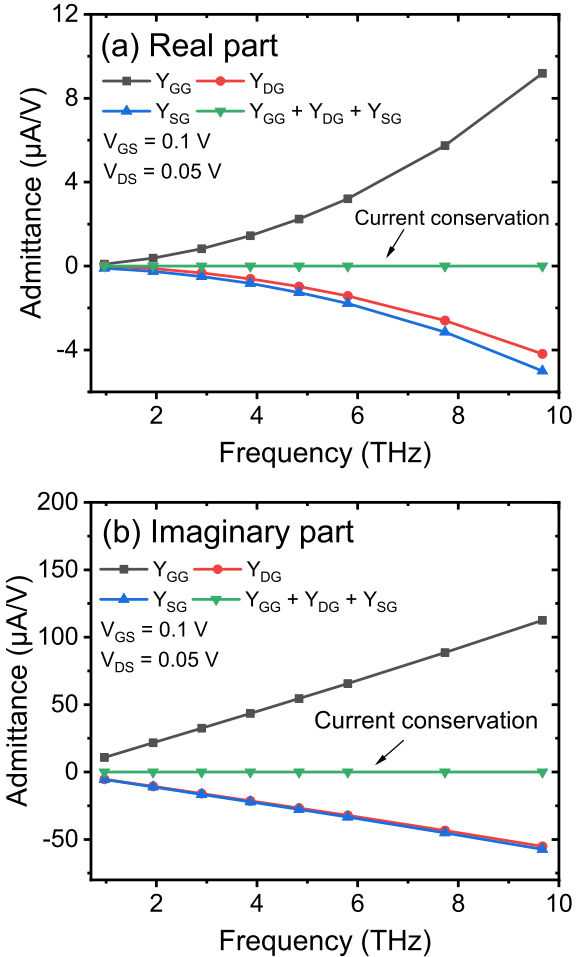 (a) Real part
Y_GG Y_DG
Y_SG Y_GG + Y_DG + Y_SG
V_GS = 0.1 V
V_DS = 0.05 V
Current conservation
Admittance (µA/V)
12
8
4
0
-4
2 4 6 8 10
Frequency (THz)
(b) Imaginary part
Y_GG Y_DG
Y_SG Y_GG + Y_DG + Y_SG
V_GS = 0.1 V
V_DS = 0.05 V
Current conservation
Admittance (µA/V)
200
150
100
50
0
-50
2 4 6 8 10
Frequency (THz)